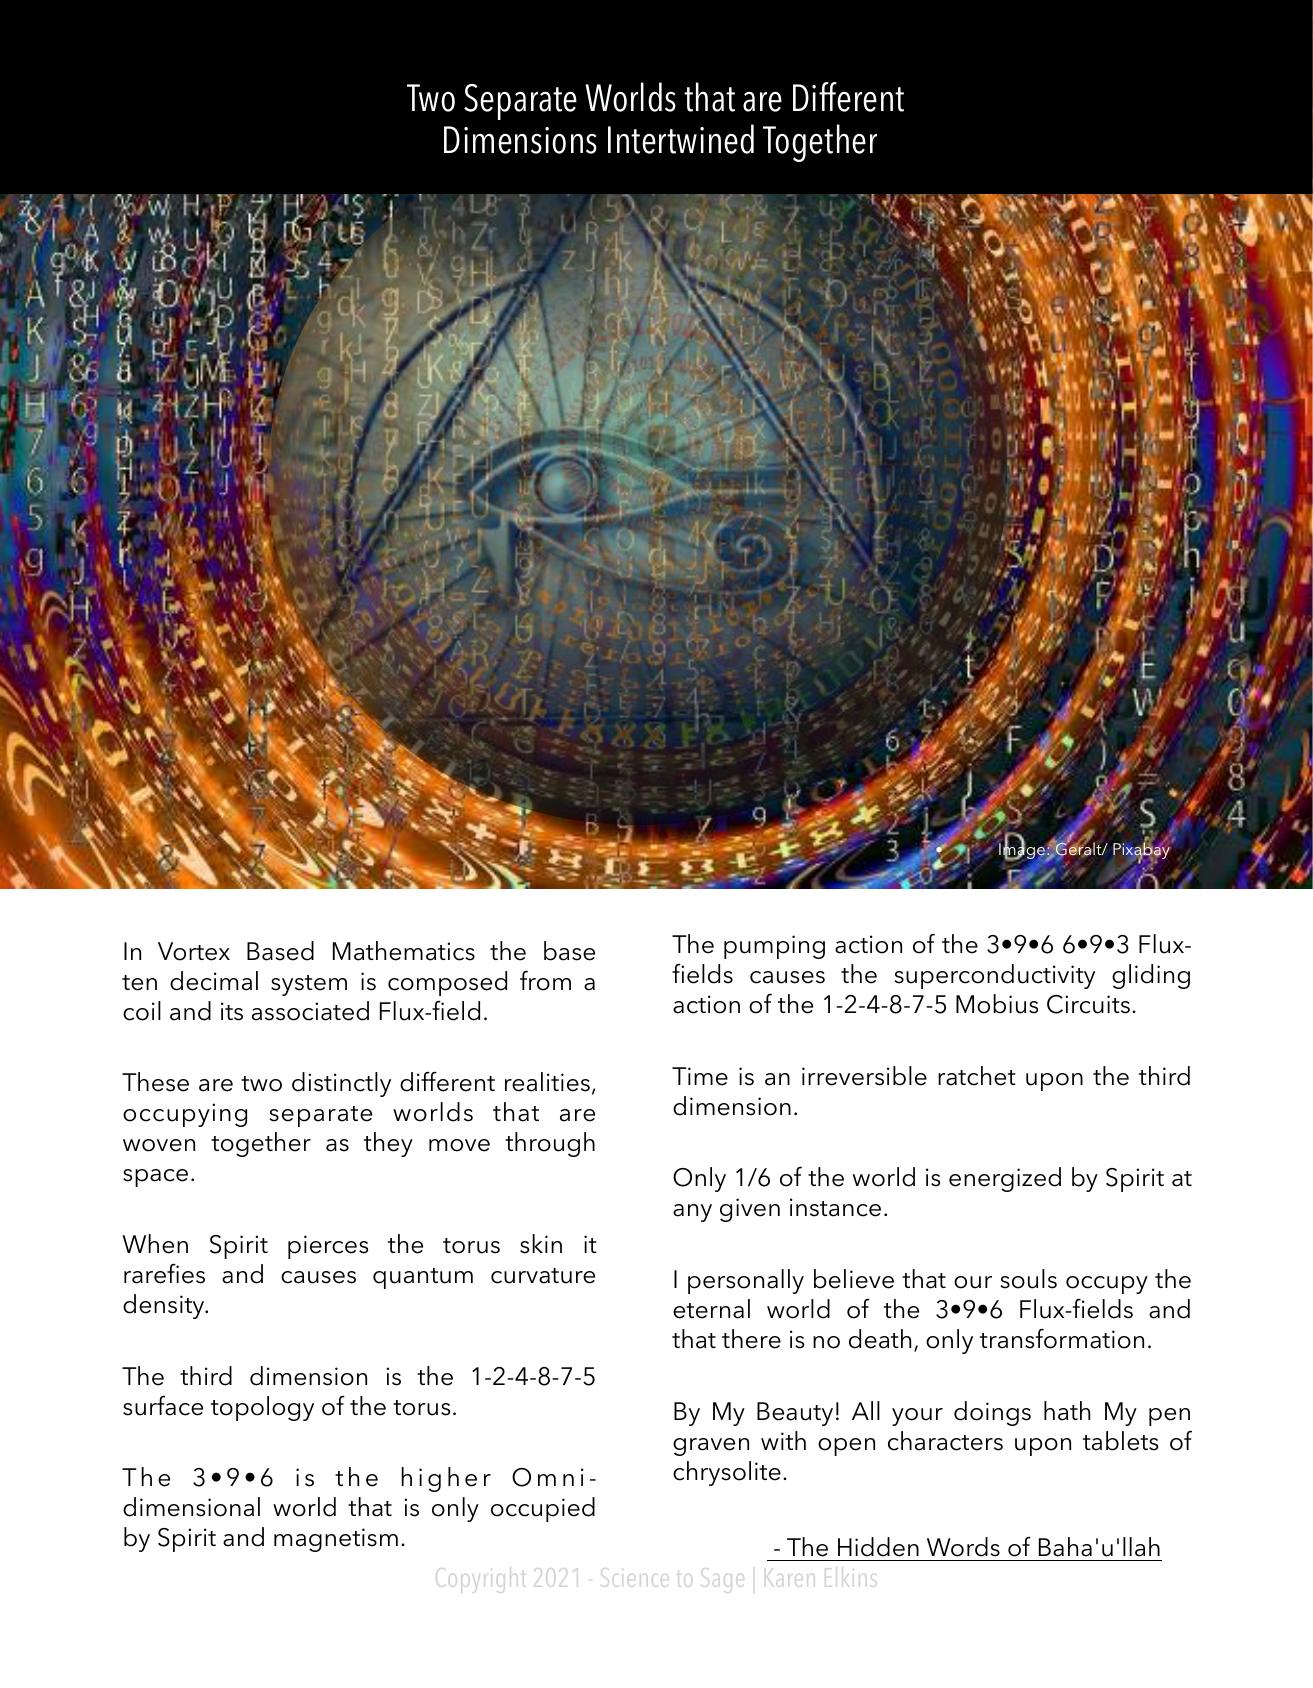 Two Separate Worlds that are Different
Dimensions Intertwined Together
Image: Geralt/ Pixabay
In Vortex Based Mathematics the base
ten decimal system is composed from a
coil and its associated Flux-field.
These are two distinctly different realities,
occupying separate worlds that are
woven together as they move through
space.
When Spirit pierces the torus skin it
rarefies and causes quantum curvature
density.
The third dimension is the 1-2-4-8-7-5
surface topology of the torus.
The 3•9•6 is the higher Omni-
dimensional world that is only occupied
by Spirit and magnetism.
The pumping action of the 3•9•6 6•9•3 Flux-
fields causes the superconductivity gliding
action of the 1-2-4-8-7-5 Mobius Circuits.
Time is an irreversible ratchet upon the third
dimension.
Only 1/6 of the world is energized by Spirit at
any given instance.
I personally believe that our souls occupy the
eternal world of the 3•9•6 Flux-fields and
that there is no death, only transformation.
By My Beauty! All your doings hath My pen
graven with open characters upon tablets of
chrysolite.
- The Hidden Words of Baha'u'llah
Copyright 2021 - Science to Sage | Karen Elkins